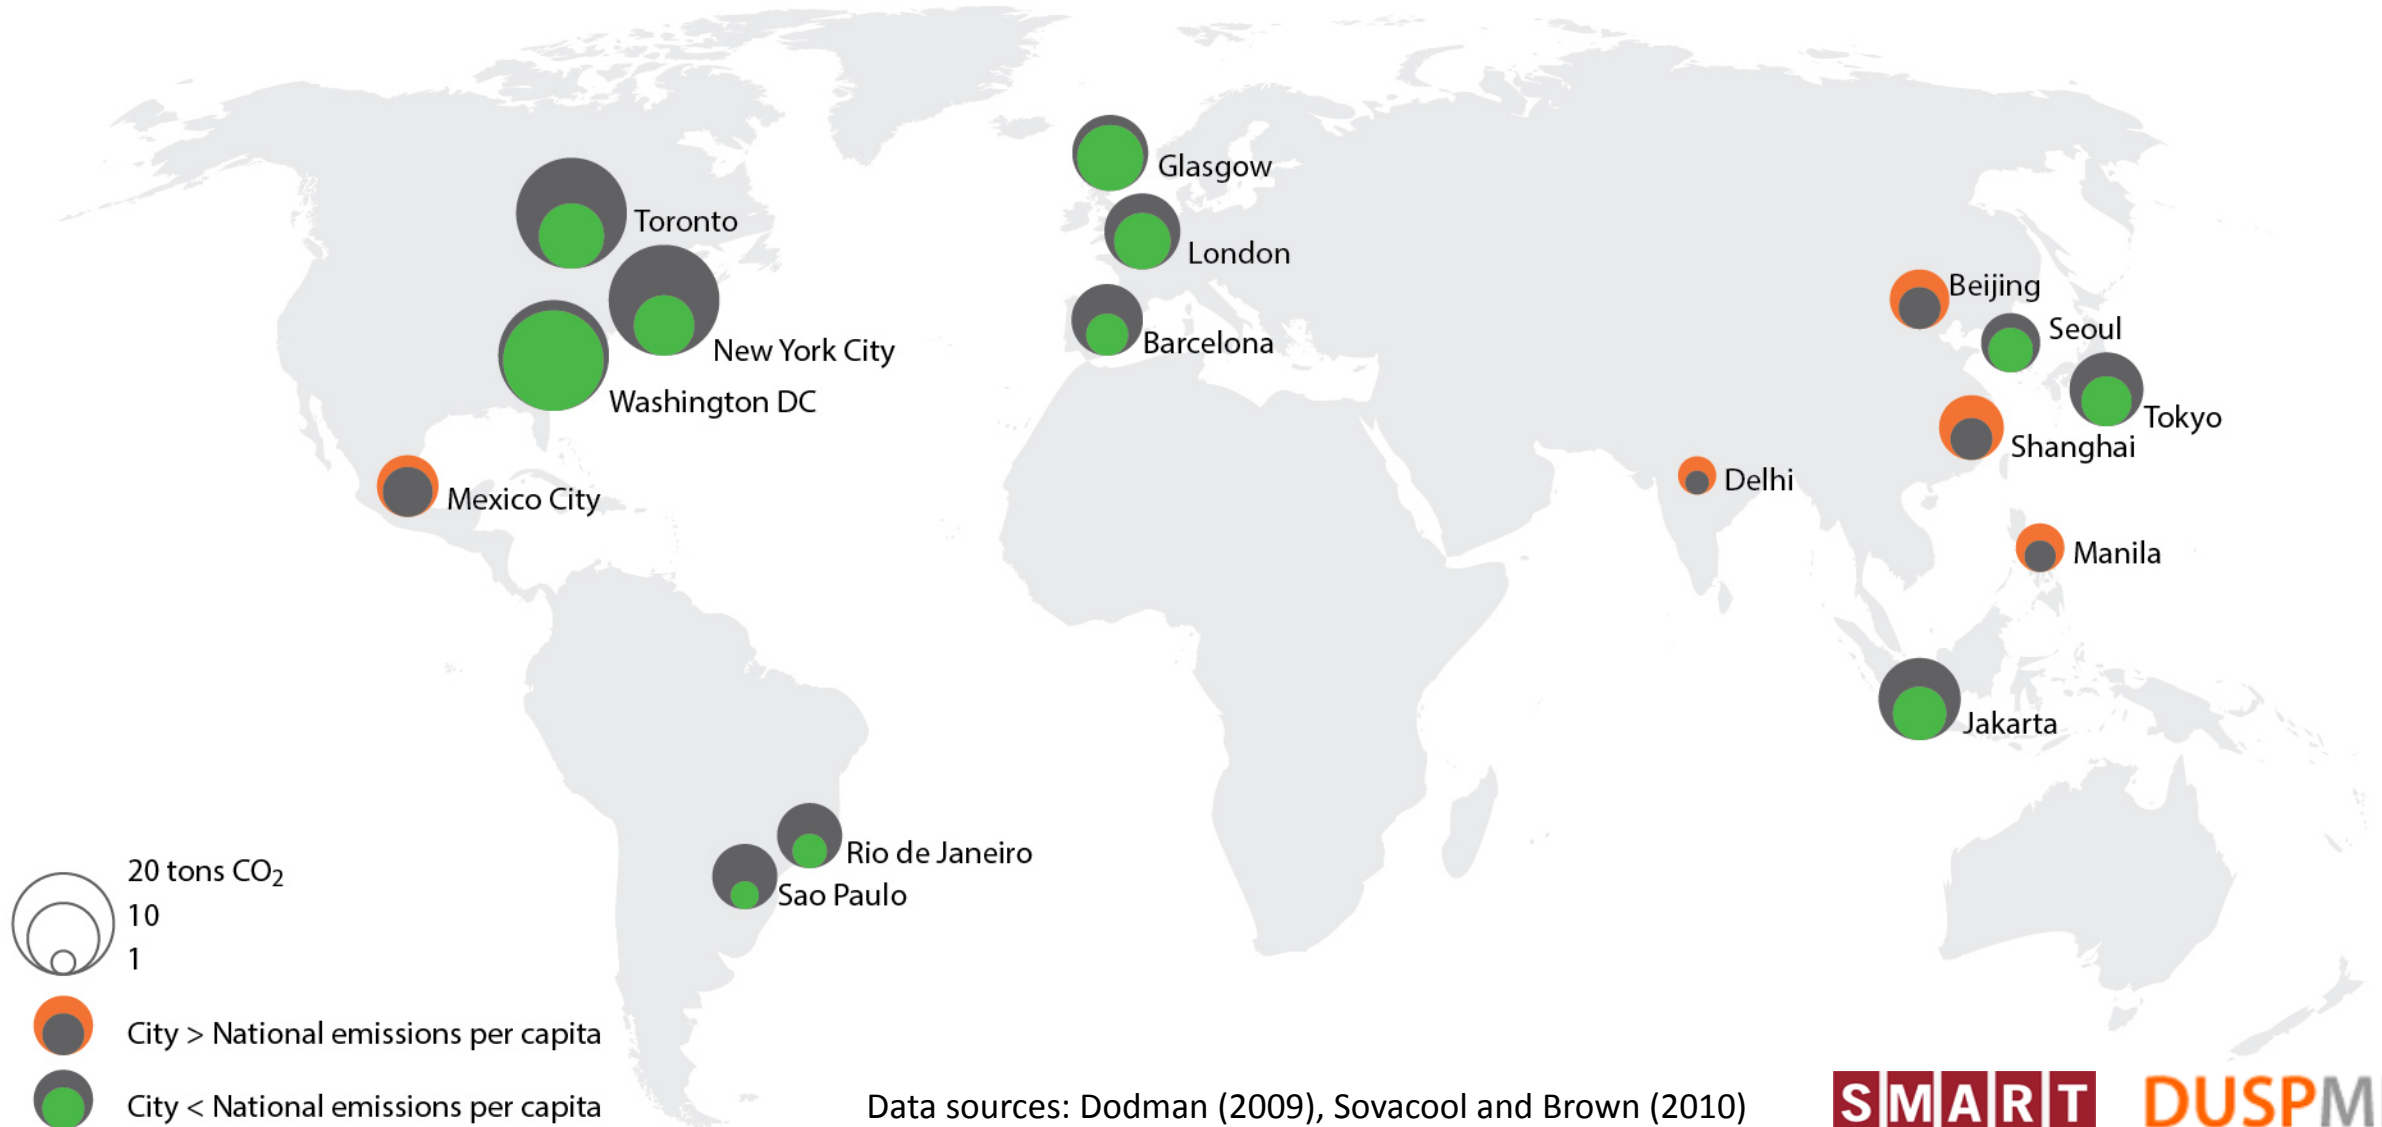 Glasgow
Toronto
London
Beijing
Seoul
Barcelona
New York City
Washington DC
Tokyo
Shanghai
Delhi
Mexico City
Manila
Jakarta
Rio de Janeiro
Sao Paulo
20 tons CO₂
10
1
City > National emissions per capita
City < National emissions per capita
Data sources: Dodman (2009), Sovacool and Brown (2010)
SMART
DUSPM